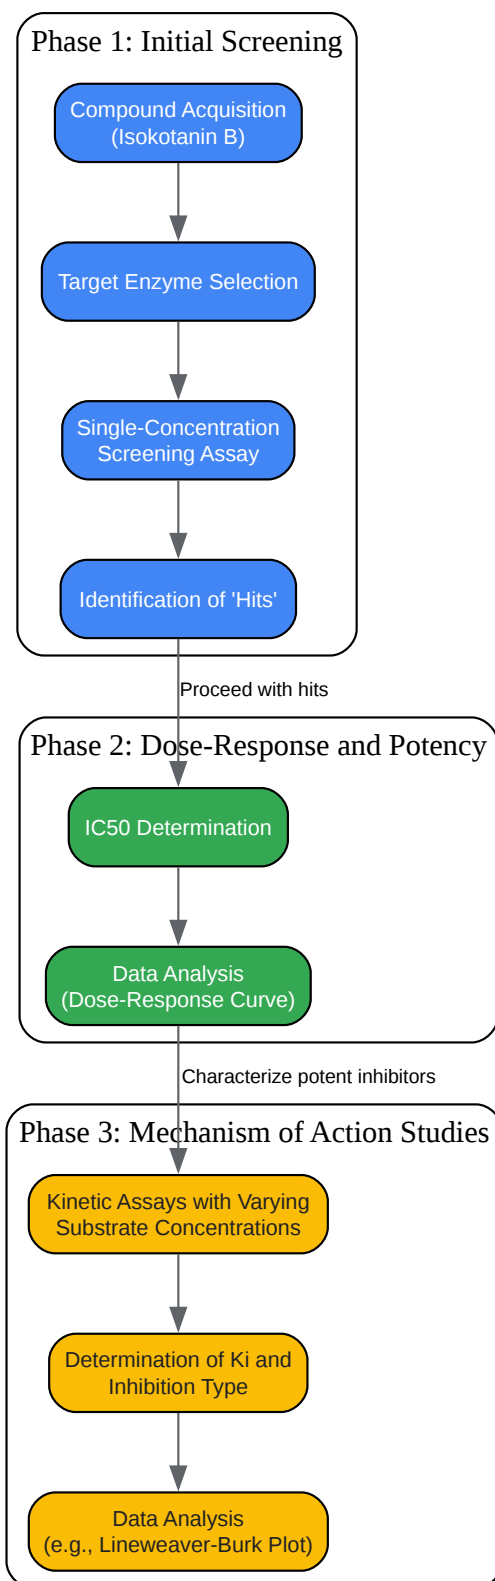 Phase 1: Initial Screening
Compound Acquisition
(Isokotanin B)
Target Enzyme Selection
Single-Concentration
Screening Assay
Identification of 'Hits'
Proceed with hits
Phase 2: Dose-Response and Potency
IC50 Determination
Data Analysis
(Dose-Response Curve)
Characterize potent inhibitors
Phase 3: Mechanism of Action Studies
Kinetic Assays with Varying
Substrate Concentrations
Determination of Ki and
Inhibition Type
Data Analysis
(e.g., Lineweaver-Burk Plot)